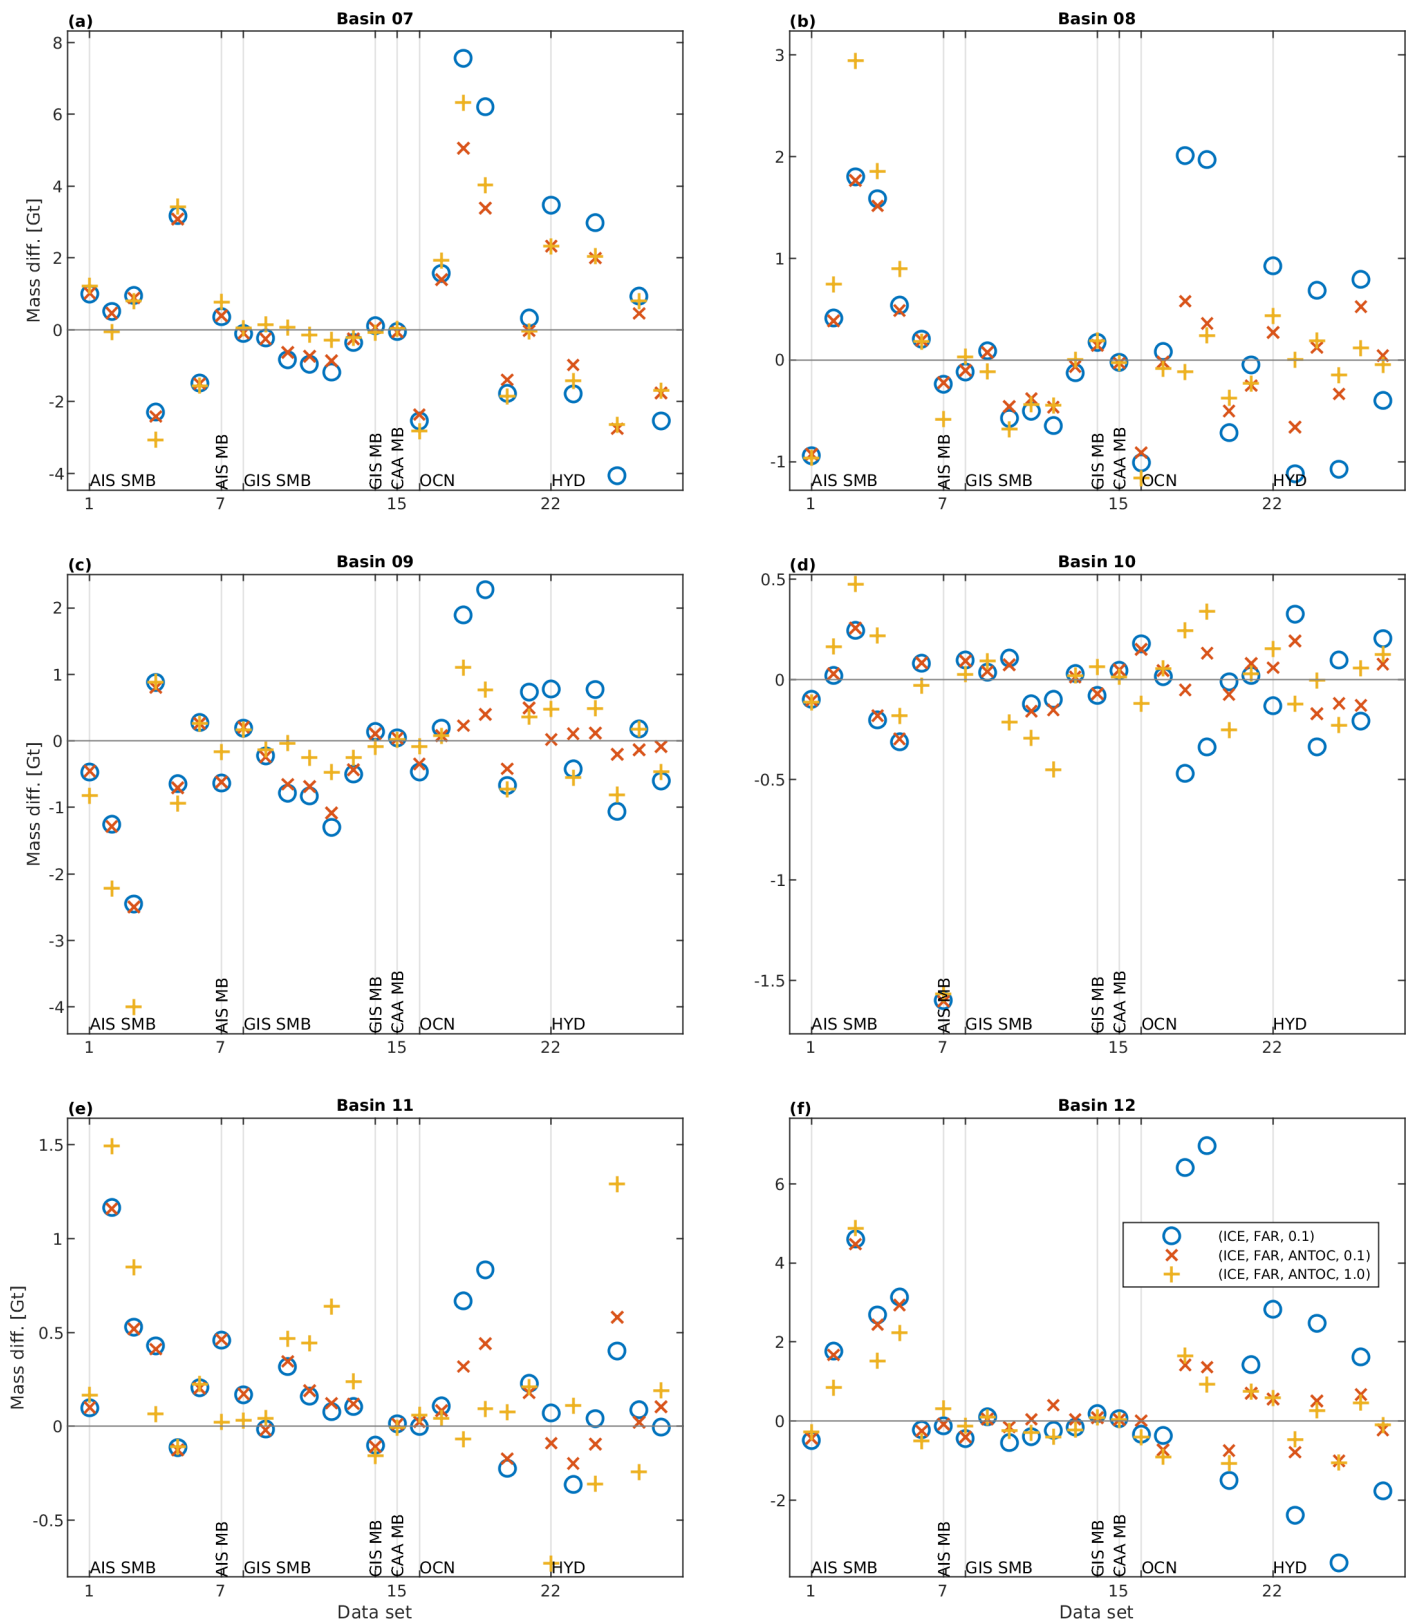 (a) Basin 07
8
6
4
2
0
-2
-4
Mass diff. [Gt]
AIS SMB AIS MB GIS SMB GIS MB CAA MB OCN HYD
1 7 15 22
(b) Basin 08
3
2
1
0
-1
AIS SMB AIS MB GIS SMB GIS MB CAA MB OCN HYD
1 7 15 22
(c) Basin 09
2
1
0
-1
-2
-3
-4
Mass diff. [Gt]
AIS SMB AIS MB GIS SMB GIS MB CAA MB OCN HYD
1 7 15 22
(d) Basin 10
0.5
0
-0.5
-1
-1.5
AIS SMB AIS MB GIS SMB GIS MB CAA MB OCN HYD
1 7 15 22
(e) Basin 11
1.5
1
0.5
0
-0.5
Mass diff. [Gt]
AIS SMB AIS MB GIS SMB GIS MB CAA MB OCN HYD
1 7 15 22
Data set
(f) Basin 12
6
4
2
0
-2
(ICE, FAR, 0.1)
(ICE, FAR, ANTOC, 0.1)
(ICE, FAR, ANTOC, 1.0)
AIS SMB AIS MB GIS SMB GIS MB CAA MB OCN HYD
1 7 15 22
Data set